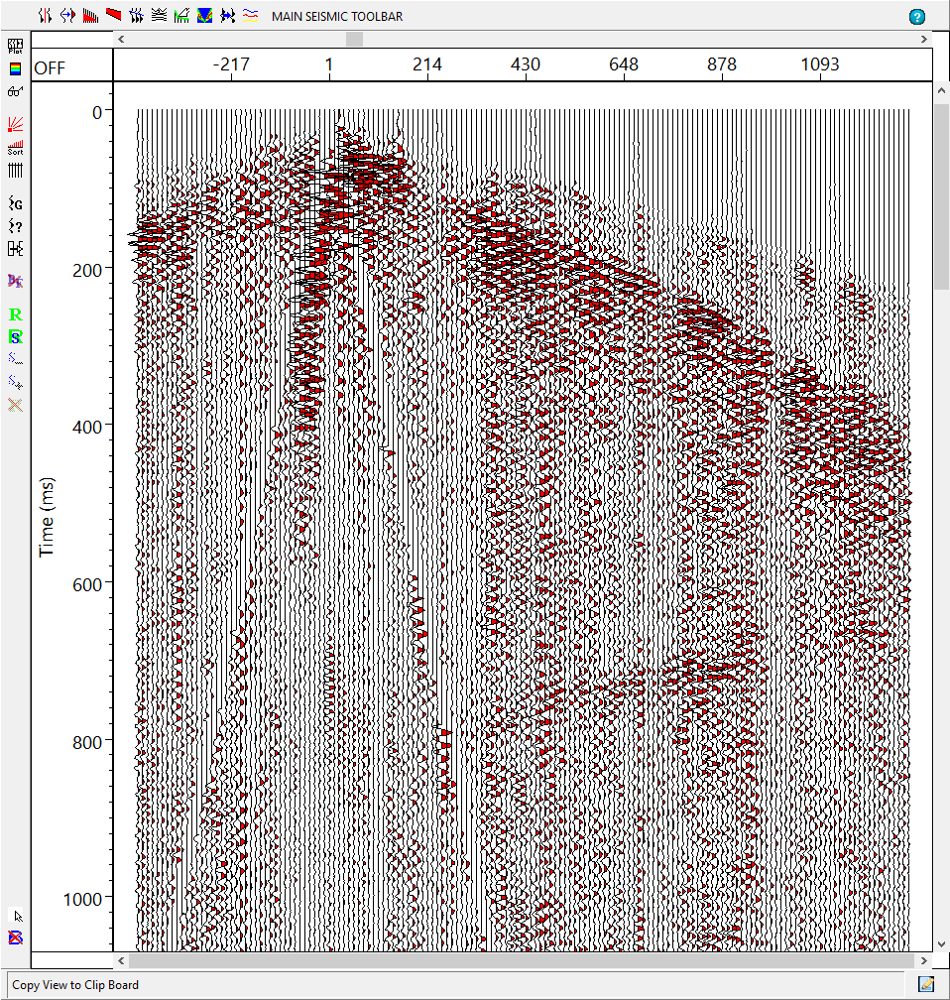 MAIN SEISMIC TOOLBAR
?
Plot
OFF
-217 1 214 430 648 878 1093
Sort
G
?
R
S
S
S
0
200
400
600
800
1000
Time (ms)
Copy View to Clip Board